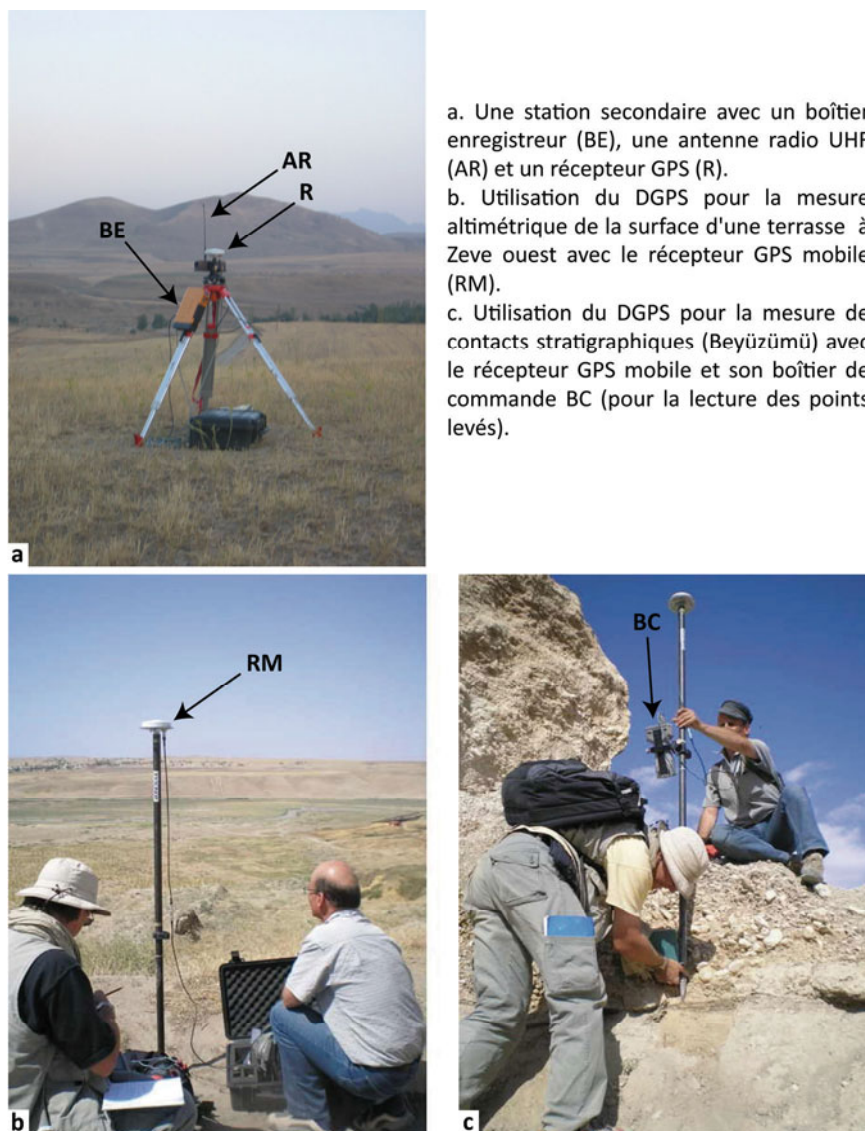 AR
R
BE
a
a. Une station secondaire avec un boîtier
enregistreur (BE), une antenne radio UHF
(AR) et un récepteur GPS (R).
b. Utilisation du DGPS pour la mesure
altimétrique de la surface d'une terrasse à
Zeve ouest avec le récepteur GPS mobile
(RM).
c. Utilisation du DGPS pour la mesure de
contacts stratigraphiques (Beyüzümü) avec
le récepteur GPS mobile et son boîtier de
commande BC (pour la lecture des points
levés).
RM
b
BC
c